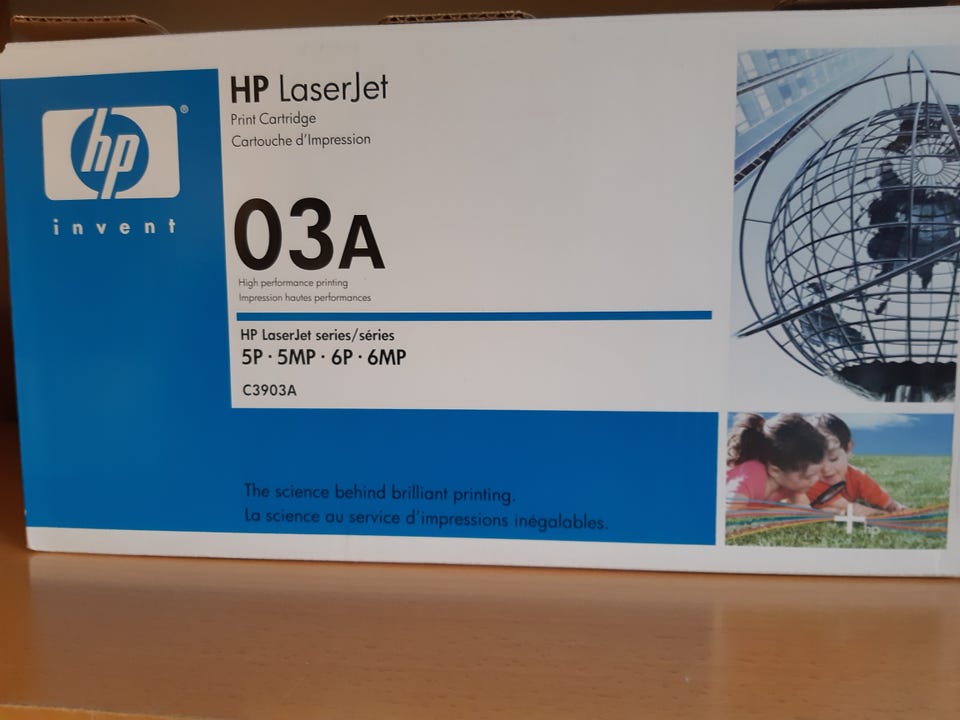 hp®
invent
HP LaserJet
Print Cartridge
Cartouche d'Impression
03A
High performance printing
Impression hautes performances
HP LaserJet series/séries
5P · 5MP · 6P · 6MP
C3903A
The science behind brilliant printing.
La science au service d'impressions inégalables.
+hp